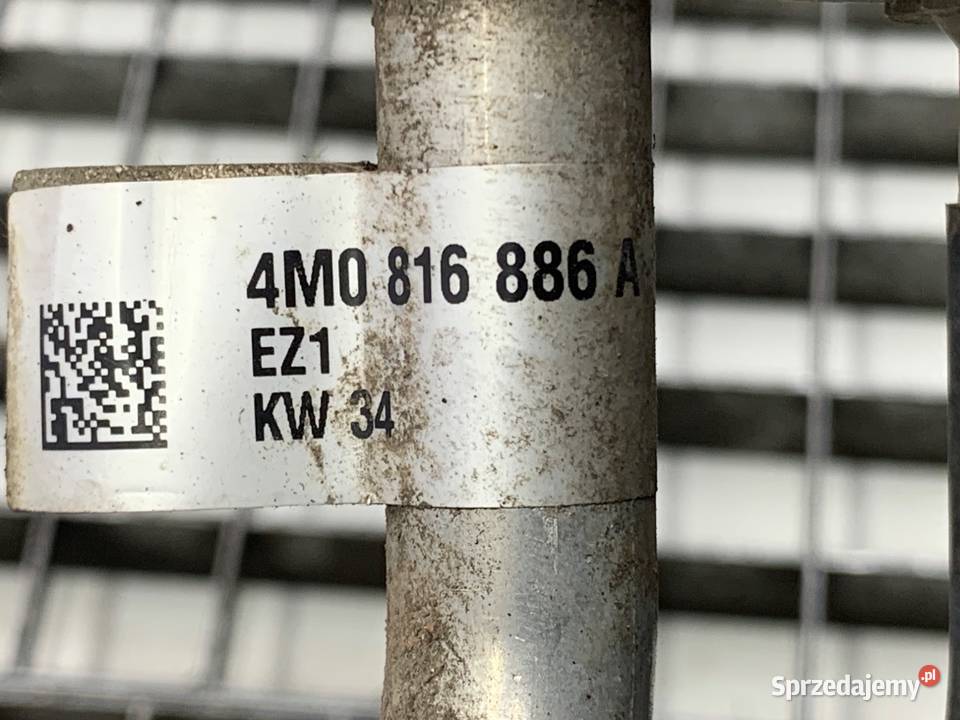 4M0 816 886 A
EZ1
KW 34
Sprzedajemy.pl